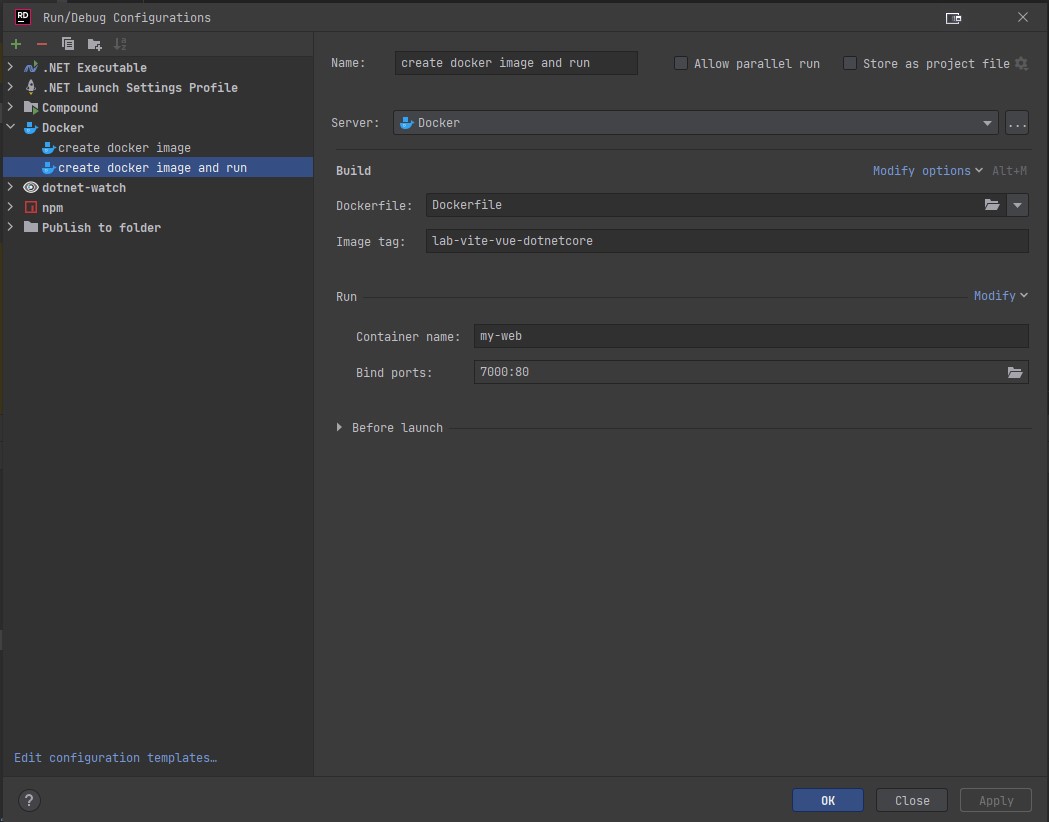 RD Run/Debug Configurations
.NET Executable
.NET Launch Settings Profile
Compound
Docker
create docker image
create docker image and run
dotnet-watch
npm
Publish to folder
Edit configuration templates…
Name: create docker image and run
Allow parallel run
Store as project file
Server: Docker
...
Build
Modify options Alt+M
Dockerfile: Dockerfile
Image tag: lab-vite-vue-dotnetcore
Run
Modify
Container name: my-web
Bind ports: 7000:80
Before launch
?
OK
Close
Apply